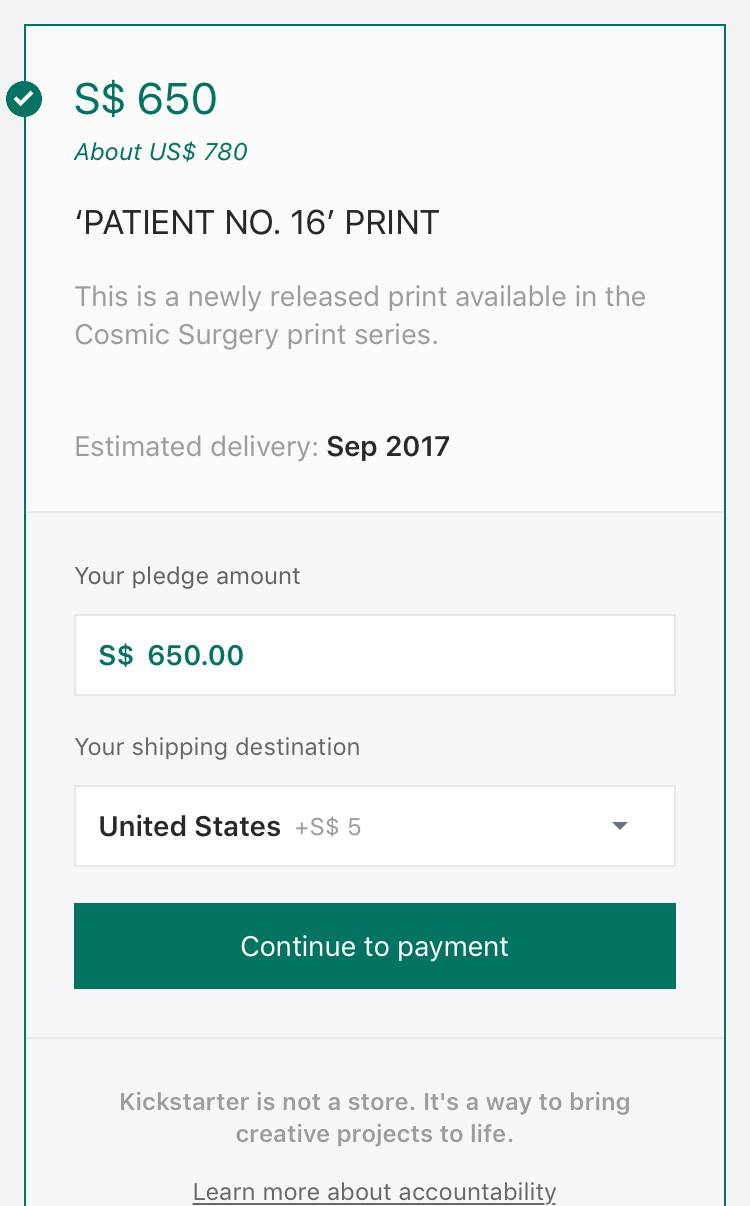 S$ 650
About US$ 780
‘PATIENT NO. 16’ PRINT
This is a newly released print available in the
Cosmic Surgery print series.
Estimated delivery: Sep 2017
Your pledge amount
S$ 650.00
Your shipping destination
United States +S$ 5
Continue to payment
Kickstarter is not a store. It's a way to bring
creative projects to life.
Learn more about accountability